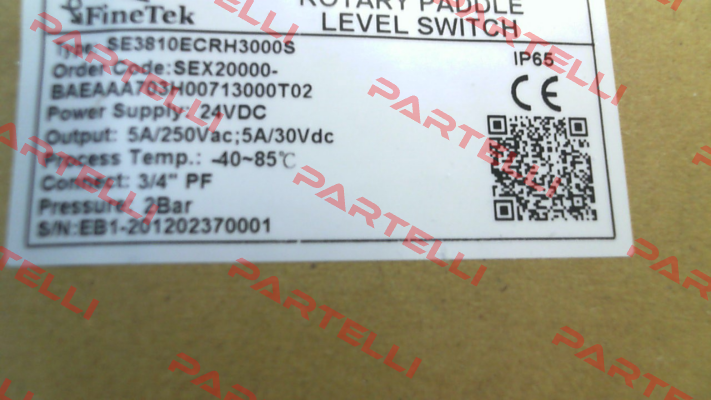 FineTek
ROTARY PADDLE
LEVEL SWITCH
Type: SE3810ECRH3000S
Order Code:SEX20000-
BAEAAA703H00713000T02
Power Supply: 24VDC
Output: 5A/250Vac;5A/30Vdc
Process Temp.: -40~85℃
Connect: 3/4" PF
Pressure: 2Bar
S/N:EB1-201202370001
IP65
CE
PARTELLI
PARTELLI
PARTELLI
PARTELLI
PARTELLI
PARTELLI